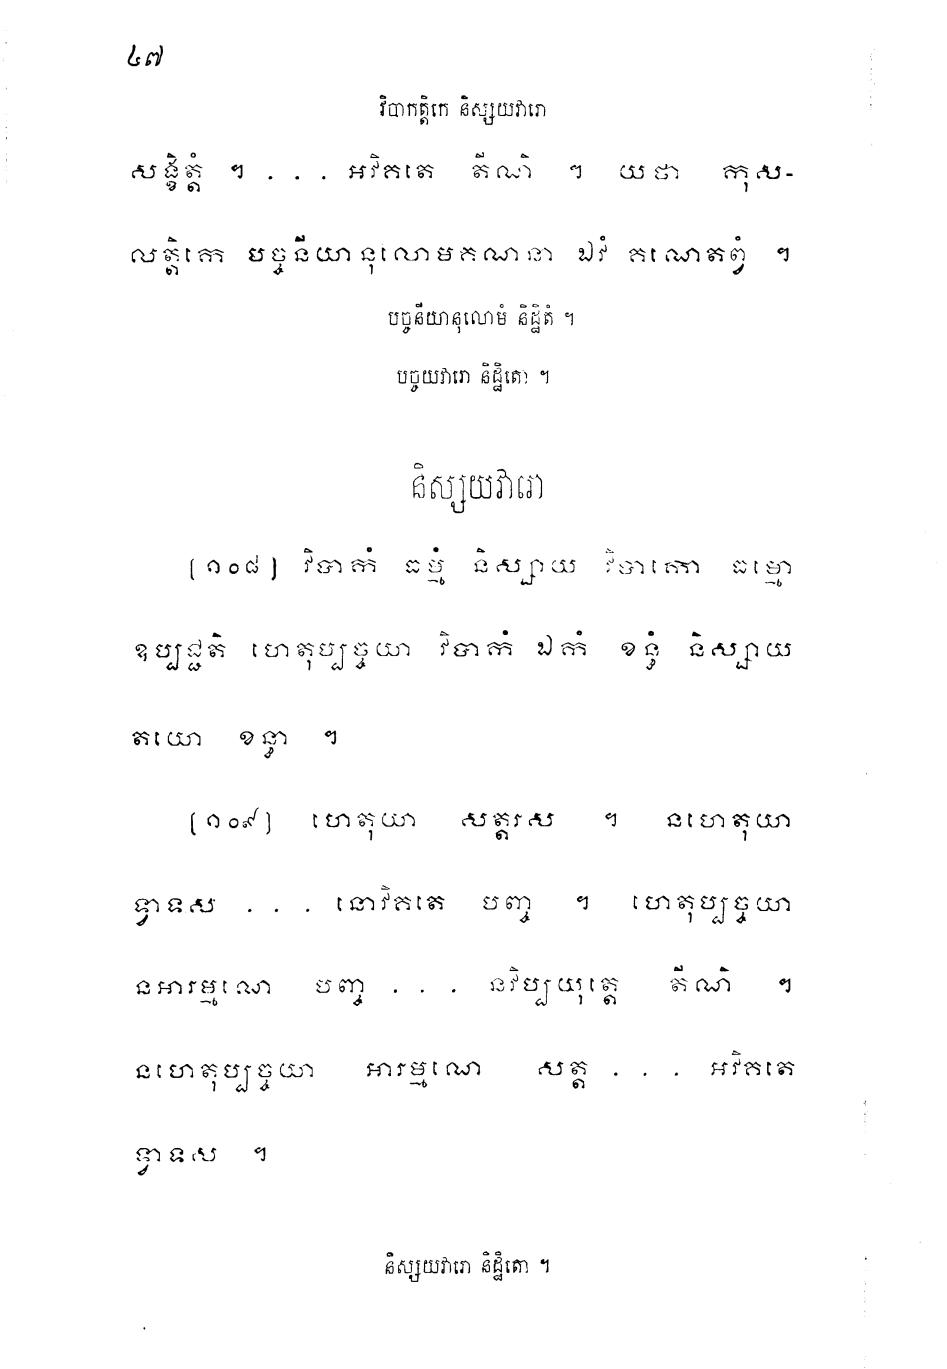 ៤៧
វិបាកត្តិកេ និស្សយវារោ
សង្ខិត្តំ ។ . . . អវិគតេ តីណិ ។ យថា កុស-
លត្តិកេ បច្ចនីយានុលោមគណនា ឯវំ គណេតព្វំ ។
បច្ចនីយានុលោមំ និដ្ឋិតំ ។
បច្ចយវារោ និដ្ឋិតោ ។
និស្សយវារោ
[១០៨] វិបាកំ ធម្មំ និស្សាយ វិបាកោ ធម្មោ
ឧប្បជ្ជតិ ហេតុប្បច្ចយា វិបាកំ ឯកំ ខន្ធំ និស្សាយ
តយោ ខន្ធា ។
[១០៩] ហេតុយា សត្តរស ។ នហេតុយា
ទ្វាទស . . . នោវិគតេ បញ្ច ។ ហេតុប្បច្ចយា
នអារម្មណេ បញ្ច . . . នវិប្បយុត្តេ តីណិ ។
នហេតុប្បច្ចយា អារម្មណេ សត្ត . . . អវិគតេ
ទ្វាទស ។
និស្សយវារោ និដ្ឋិតោ ។